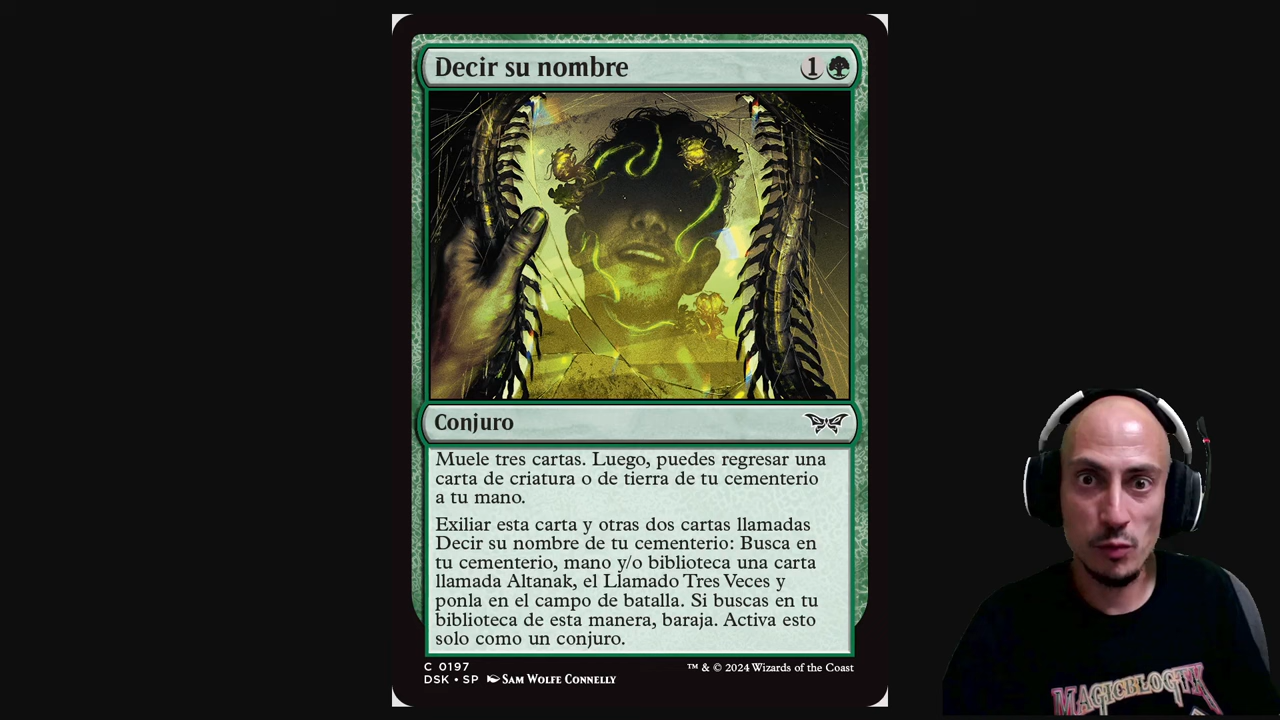 Decir su nombre
1
Conjuro
Muele tres cartas. Luego, puedes regresar una
carta de criatura o de tierra de tu cementerio
a tu mano.
Exiliar esta carta y otras dos cartas llamadas
Decir su nombre de tu cementerio: Busca en
tu cementerio, mano y/o biblioteca una carta
llamada Altanak, el Llamado Tres Veces y
ponla en el campo de batalla. Si buscas en tu
biblioteca de esta manera, baraja. Activa esto
solo como un conjuro.
C 0197
™ & © 2024 Wizards of the Coast
DSK • SP Sam Wolfe Connelly
MAGICBLOGTK